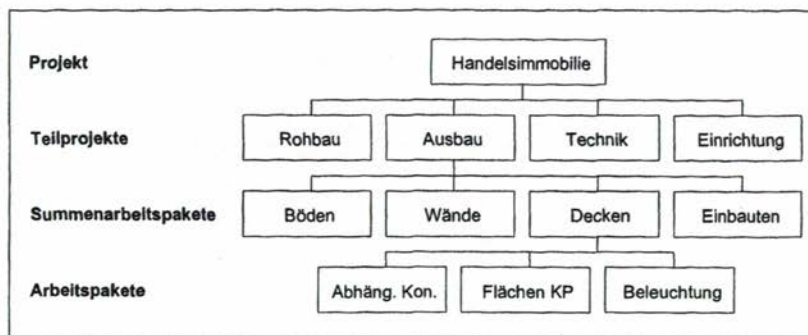 Projekt
Handelsimmobilie
Teilprojekte
Rohbau
Ausbau
Technik
Einrichtung
Summenarbeitspakete
Böden
Wände
Decken
Einbauten
Arbeitspakete
Abhäng. Kon.
Flächen KP
Beleuchtung